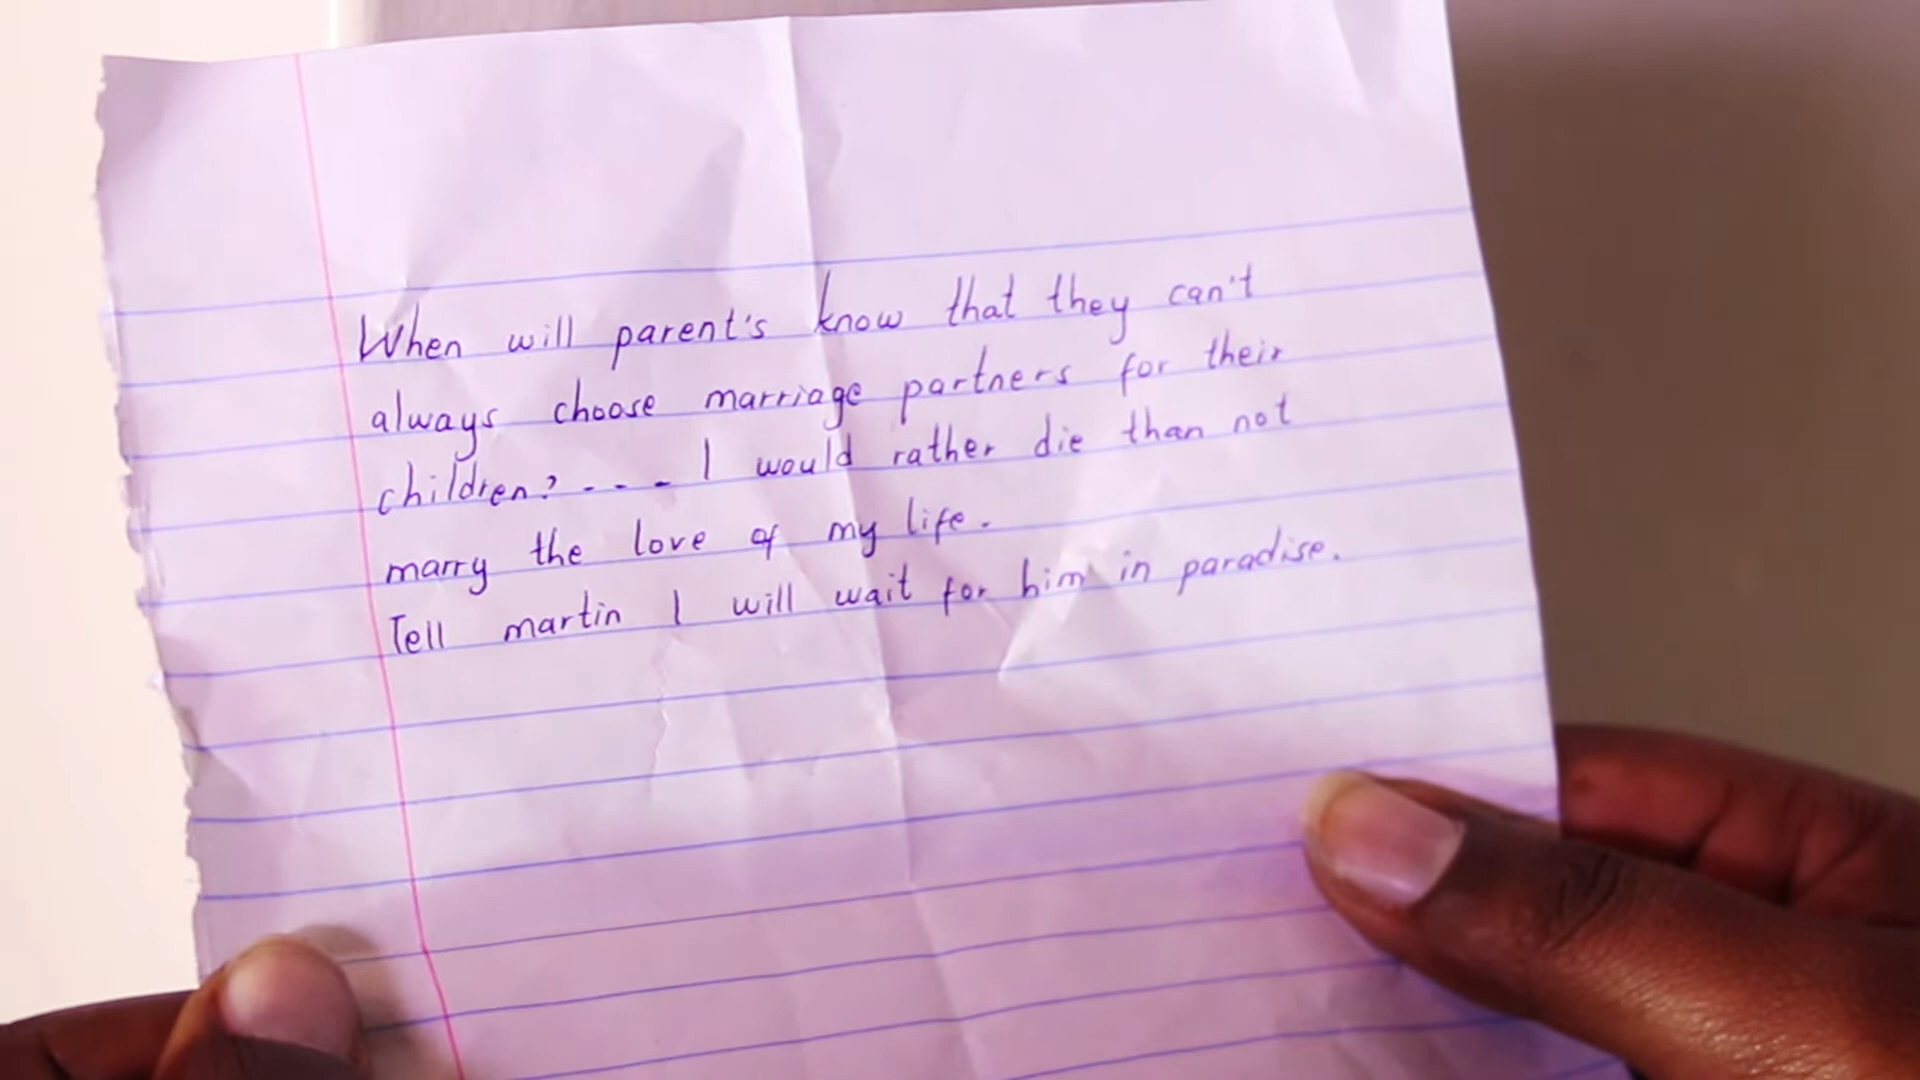 When will parent's know that they can't
always choose marriage partners for their
children? - - - I would rather die than not
marry the love of my life.
Tell martin I will wait for him in paradise.